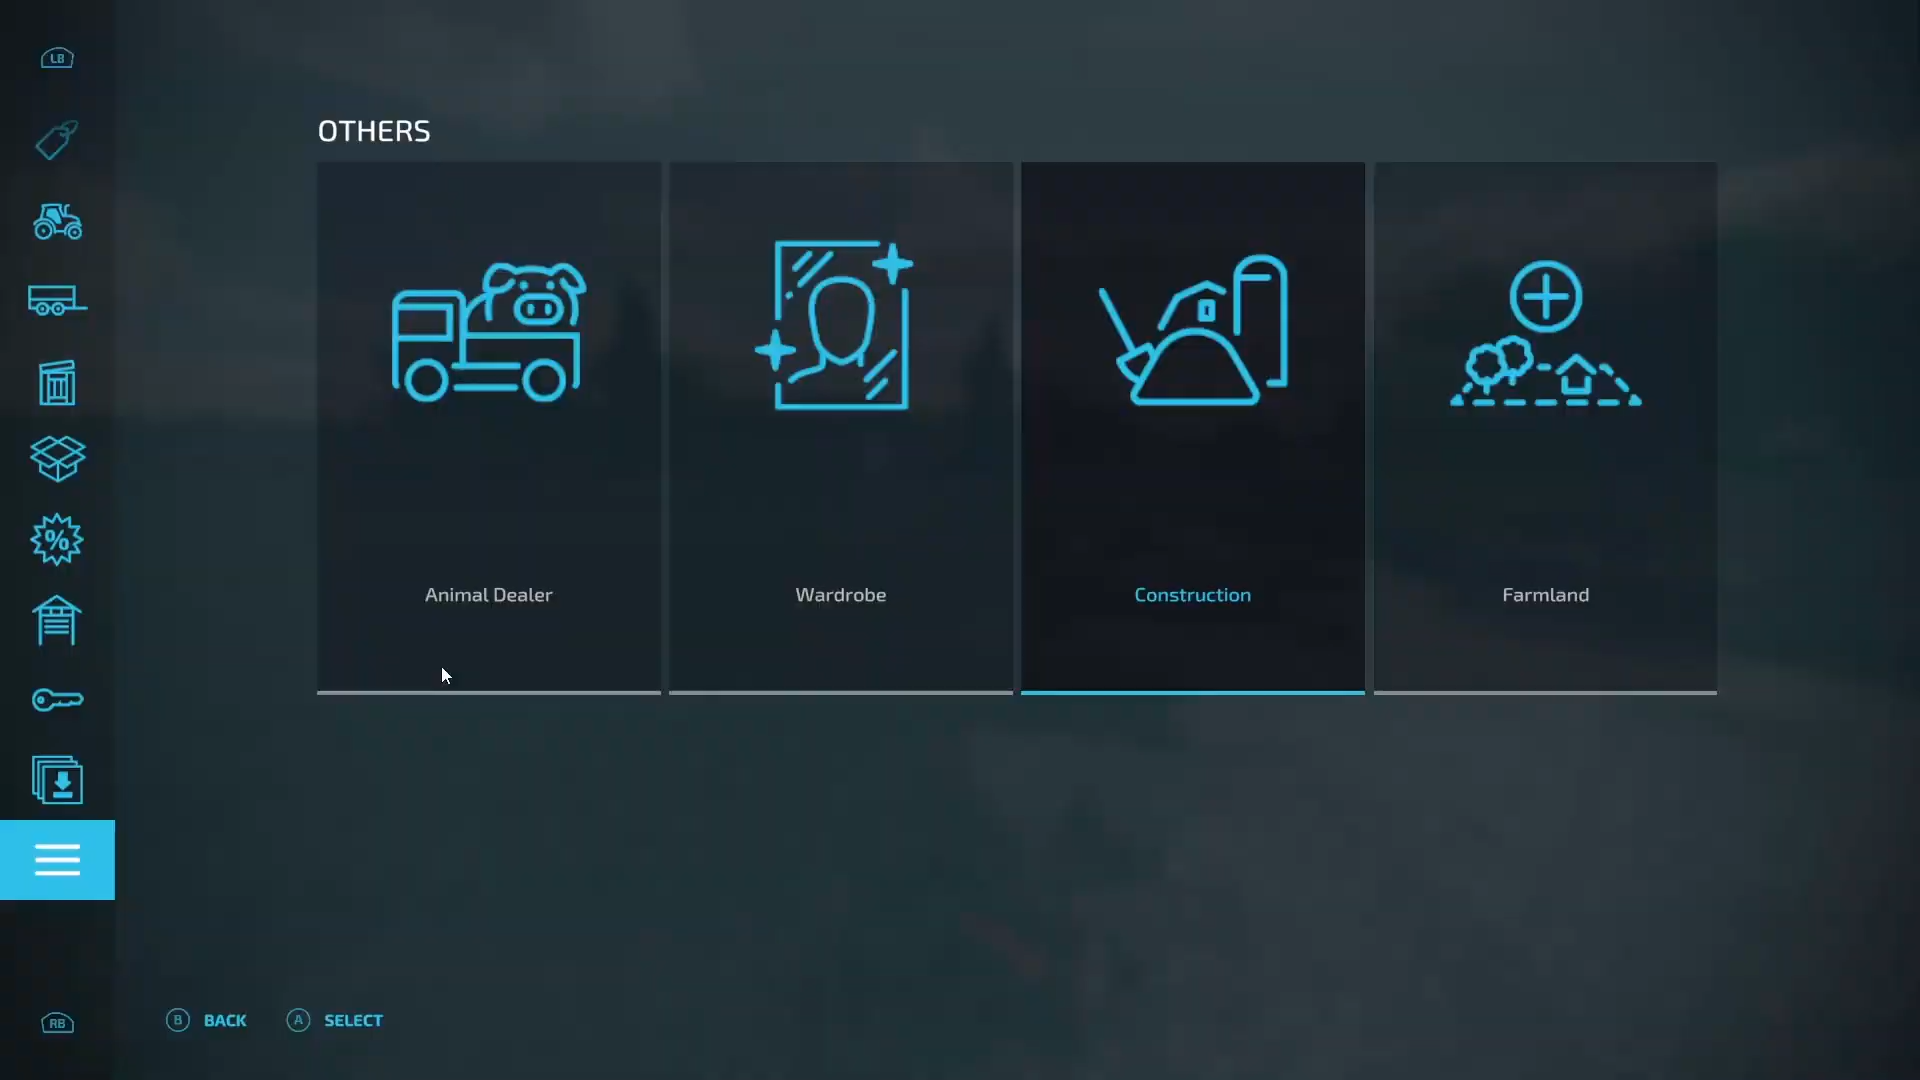 LB
OTHERS
%
Animal Dealer
Wardrobe
Construction
Farmland
RB
B BACK
A SELECT